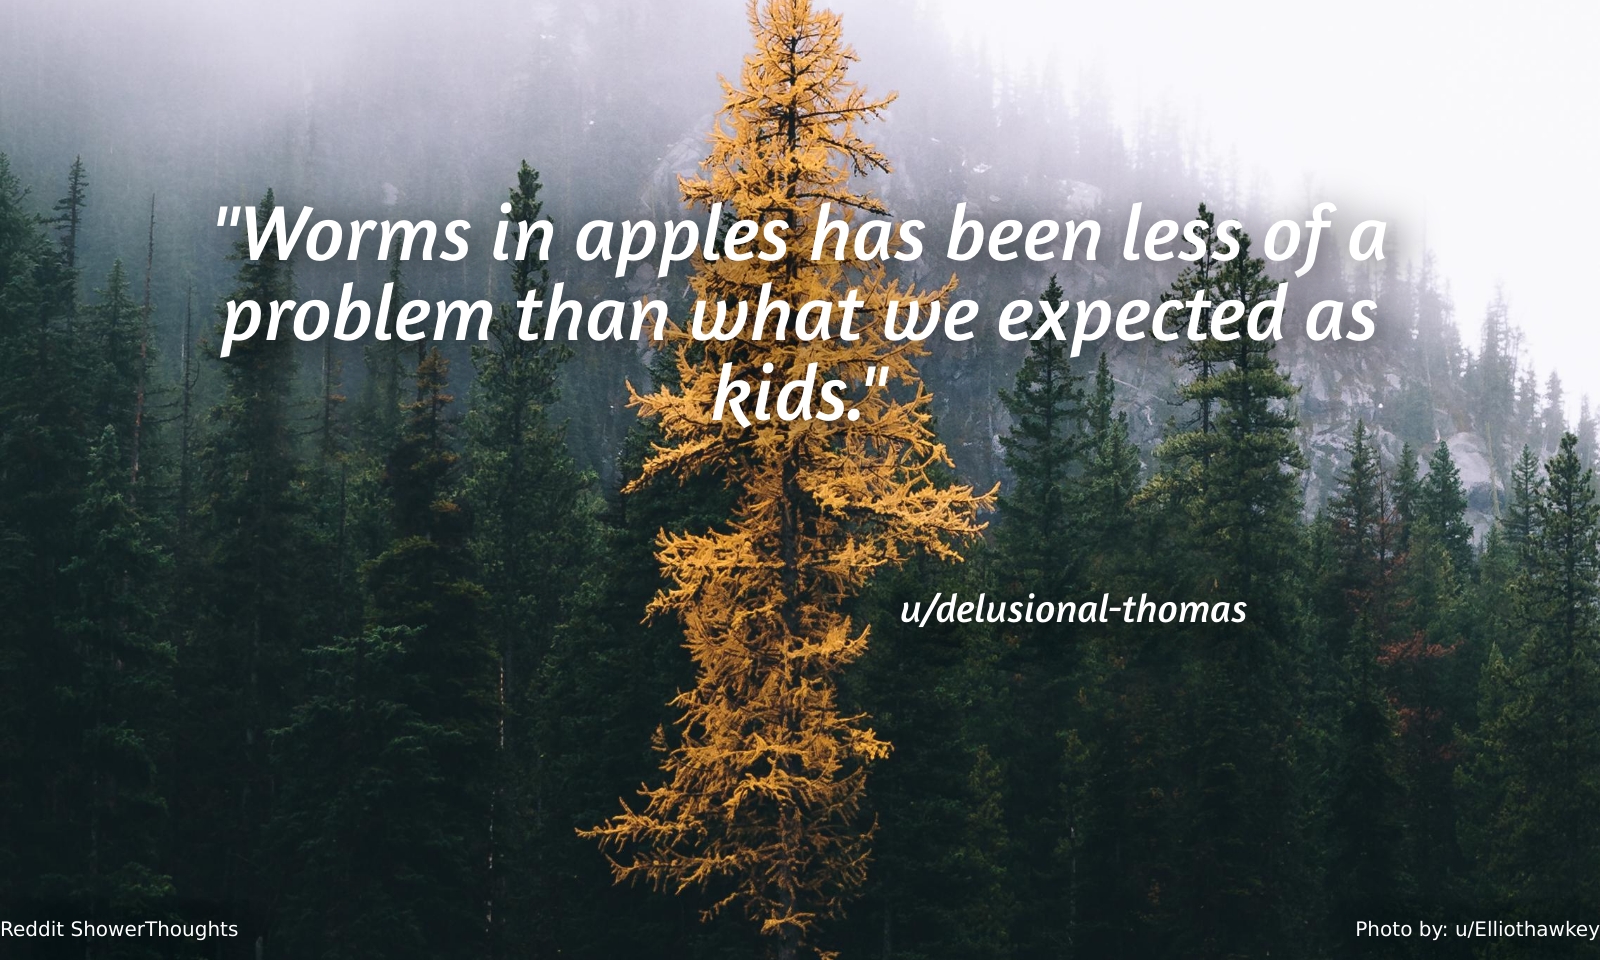 "Worms in apples has been less of a
problem than what we expected as
kids."
u/delusional-thomas
Reddit ShowerThoughts
Photo by: u/Elliothawkey